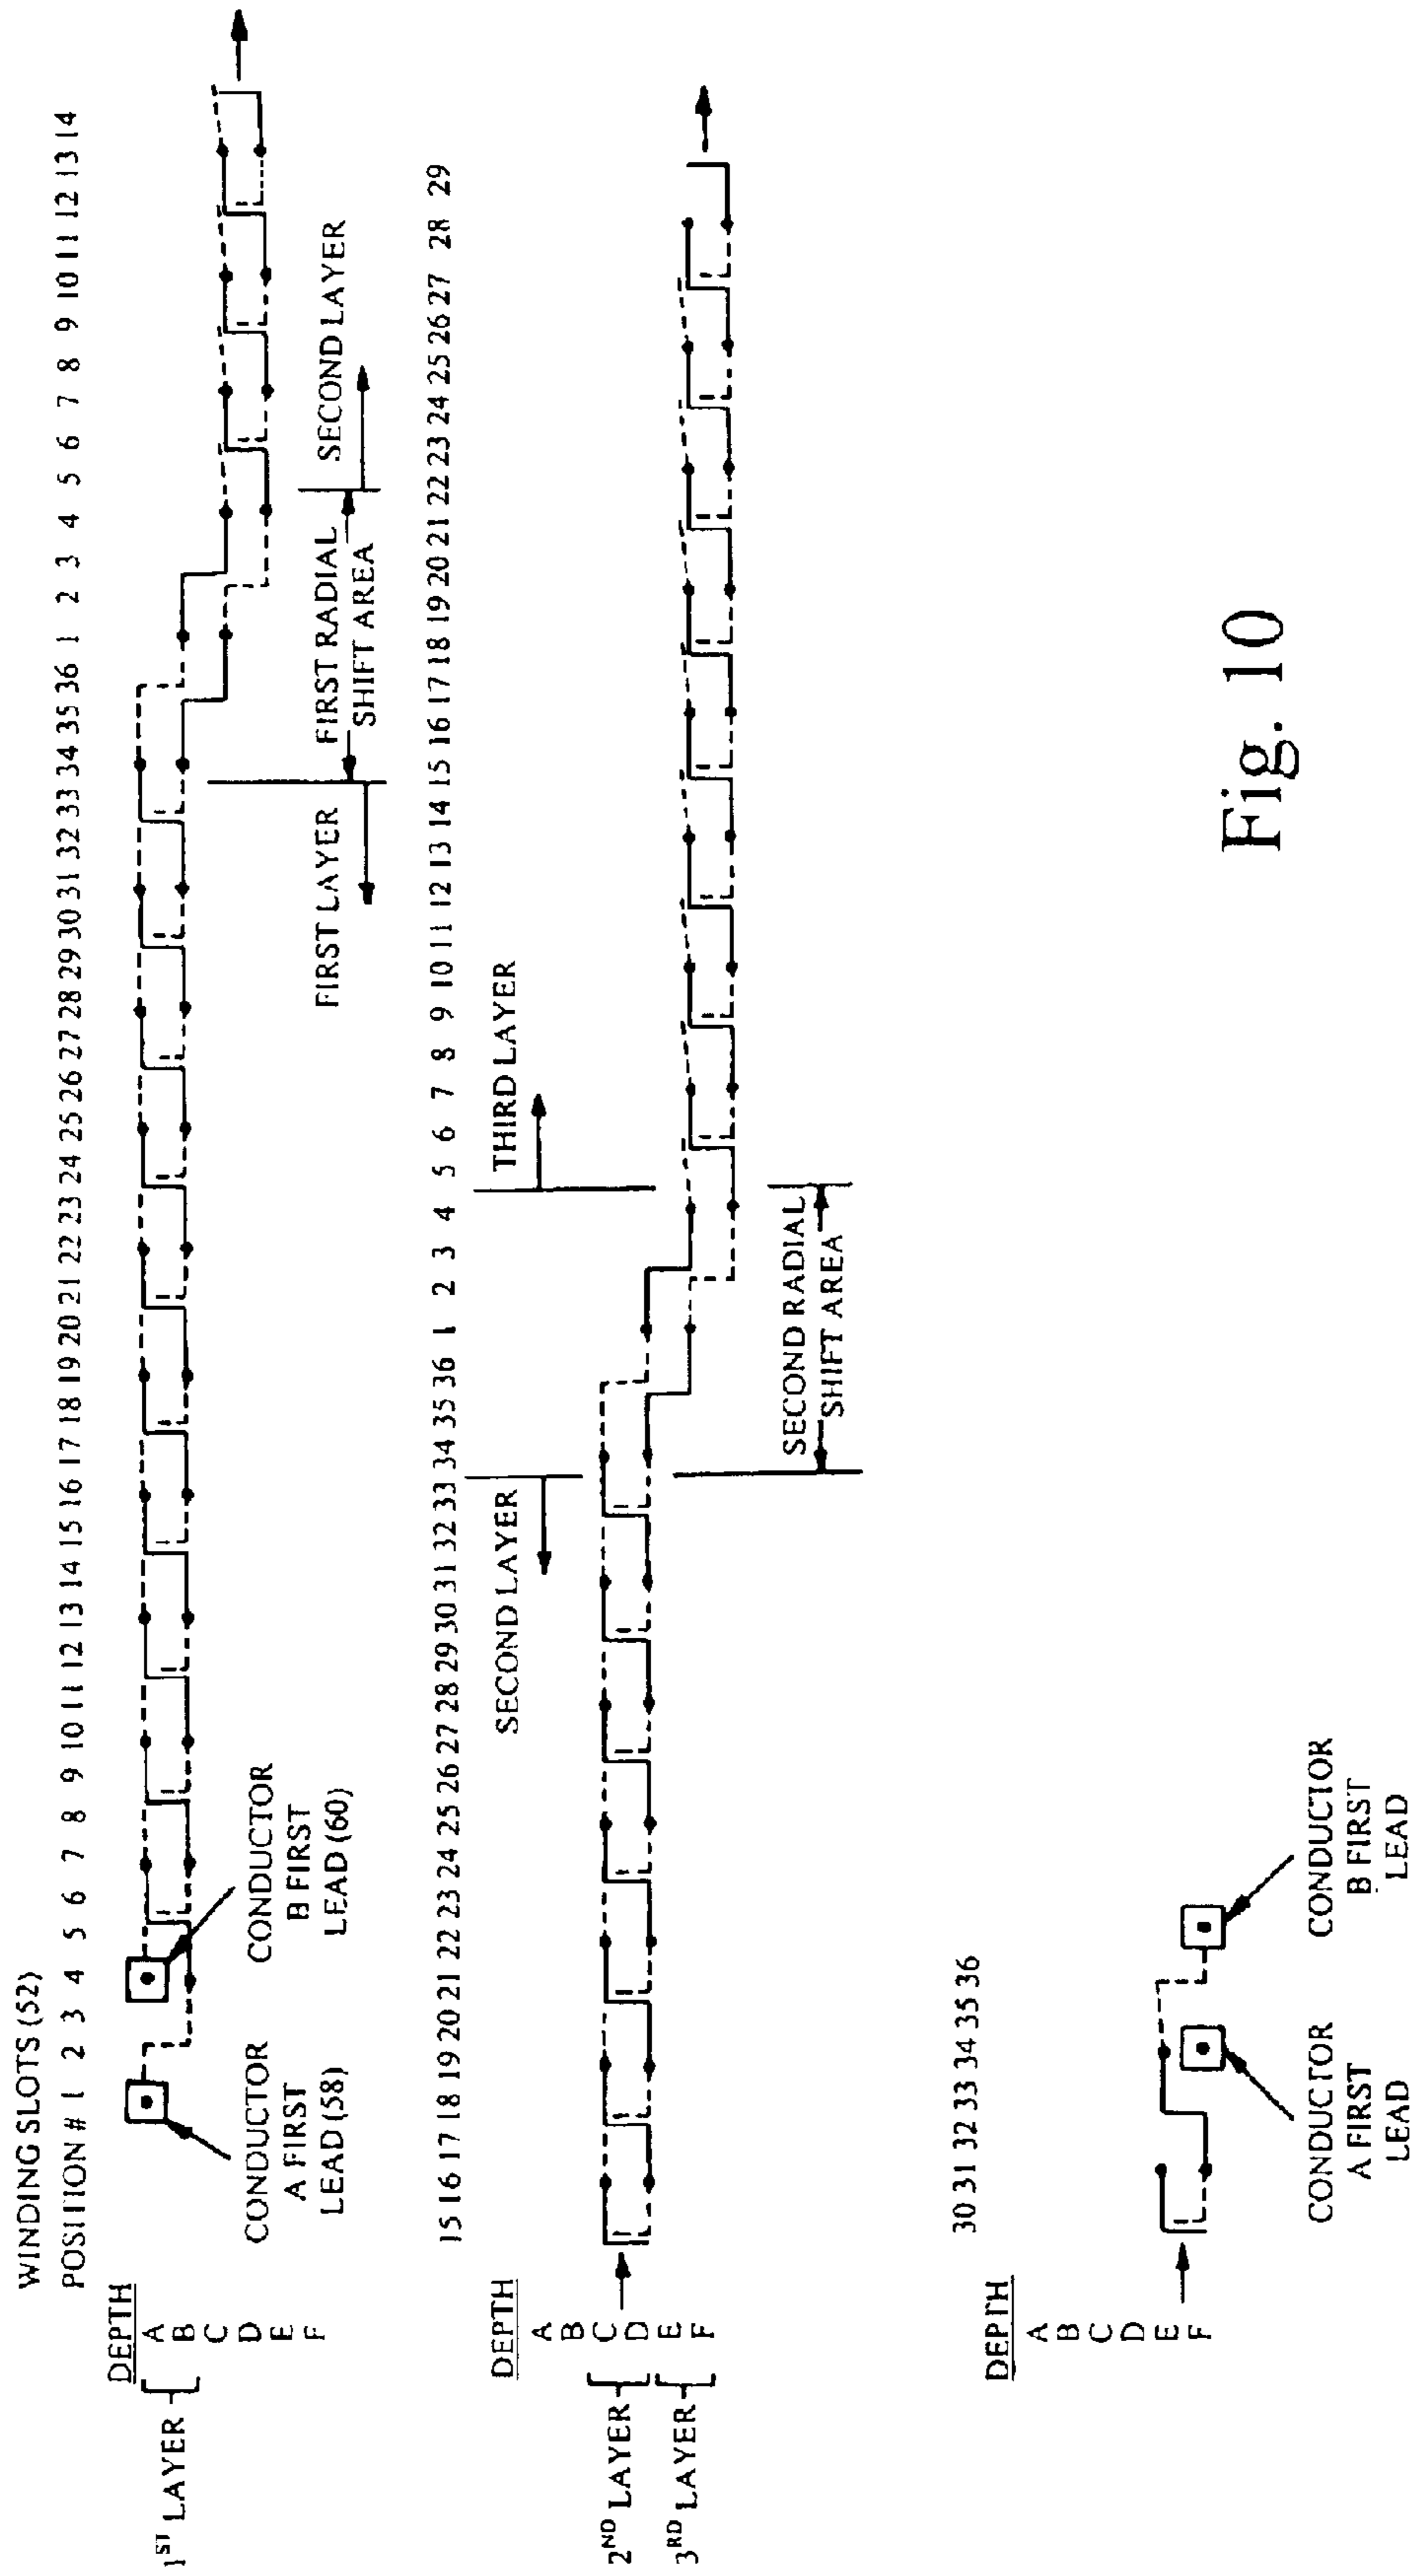 WINDING SLOTS (52)
POSITION # 1 2 3 4 5 6 7 8 9 10 11 12 13 14 15 16 17 18 19 20 21 22 23 24 25 26 27 28 29 30 31 32 33 34 35 36 1 2 3 4 5 6 7 8 9 10 11 12 13 14
DEPTH
A
B
C
D
E
F
1ST LAYER
CONDUCTOR
A FIRST
LEAD (58)
CONDUCTOR
B FIRST
LEAD (60)
FIRST LAYER
FIRST RADIAL
SHIFT AREA
SECOND LAYER
15 16 17 18 19 20 21 22 23 24 25 26 27 28 29 30 31 32 33 34 35 36 1 2 3 4 5 6 7 8 9 10 11 12 13 14 15 16 17 18 19 20 21 22 23 24 25 26 27 28 29
DEPTH
A
B
C
D
E
F
2ND LAYER
3RD LAYER
SECOND LAYER
THIRD LAYER
SECOND RADIAL
SHIFT AREA
30 31 32 33 34 35 36
DEPTH
A
B
C
D
E
F
CONDUCTOR
A FIRST
LEAD
CONDUCTOR
B FIRST
LEAD
Fig. 10